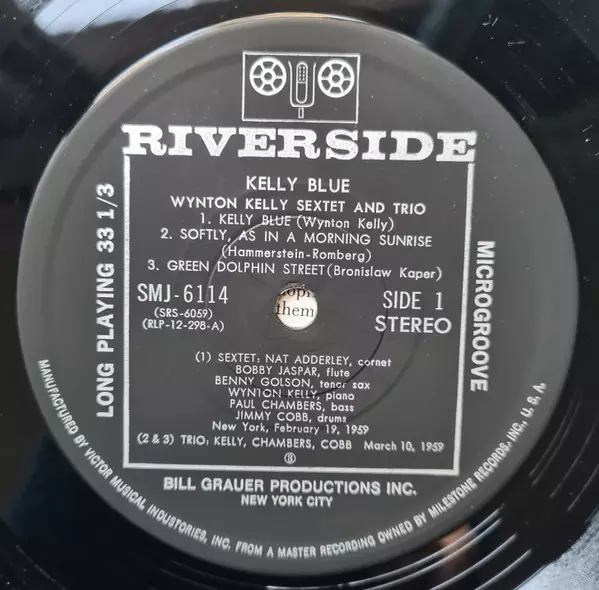 RIVERSIDE
KELLY BLUE
WYNTON KELLY SEXTET AND TRIO
1. KELLY BLUE (Wynton Kelly)
2. SOFTLY, AS IN A MORNING SUNRISE
(Hammerstein-Romberg)
3. GREEN DOLPHIN STREET (Bronislaw Kaper)
SMJ-6114
(SRS-6059)
(RLP-12-298-A)
SIDE 1
STEREO
them
(1) SEXTET: NAT ADDERLEY, cornet
BOBBY JASPAR, flute
BENNY GOLSON, tenor sax
WYNTON KELLY, piano
PAUL CHAMBERS, bass
JIMMY COBB, drums
New York, February 19, 1959
(2 & 3) TRIO: KELLY, CHAMBERS, COBB March 10, 1959
BILL GRAUER PRODUCTIONS INC.
NEW YORK CITY
LONG PLAYING 33 1/3
MICROGROOVE
MANUFACTURED BY VICTOR MUSICAL INDUSTORIES, INC. FROM A MASTER RECORDING OWNED BY MILESTONE RECORDS, INC., U. S. A.